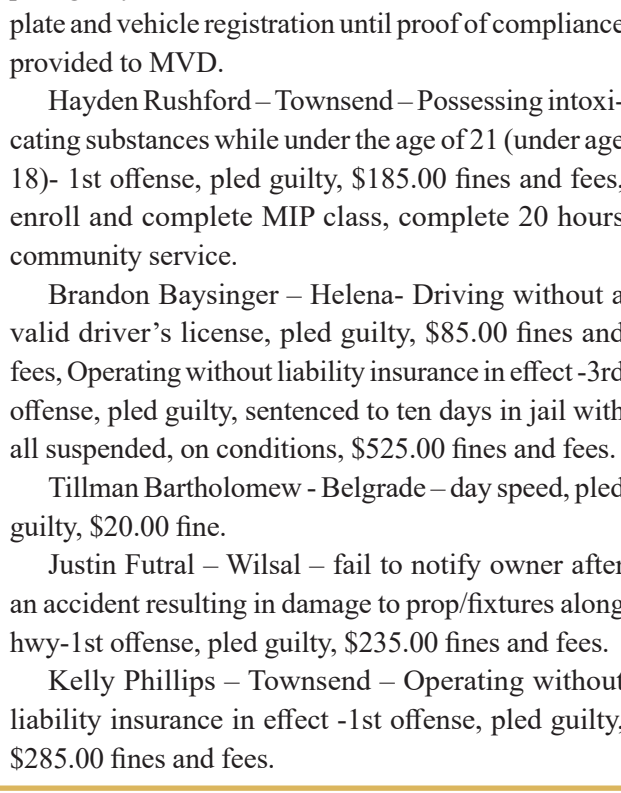 plate and vehicle registration until proof of compliance
provided to MVD.
Hayden Rushford – Townsend – Possessing intoxi-
cating substances while under the age of 21 (under age
18)- 1st offense, pled guilty, $185.00 fines and fees,
enroll and complete MIP class, complete 20 hours
community service.
Brandon Baysinger – Helena- Driving without a
valid driver’s license, pled guilty, $85.00 fines and
fees, Operating without liability insurance in effect -3rd
offense, pled guilty, sentenced to ten days in jail with
all suspended, on conditions, $525.00 fines and fees.
Tillman Bartholomew - Belgrade – day speed, pled
guilty, $20.00 fine.
Justin Futral – Wilsal – fail to notify owner after
an accident resulting in damage to prop/fixtures along
hwy-1st offense, pled guilty, $235.00 fines and fees.
Kelly Phillips – Townsend – Operating without
liability insurance in effect -1st offense, pled guilty,
$285.00 fines and fees.